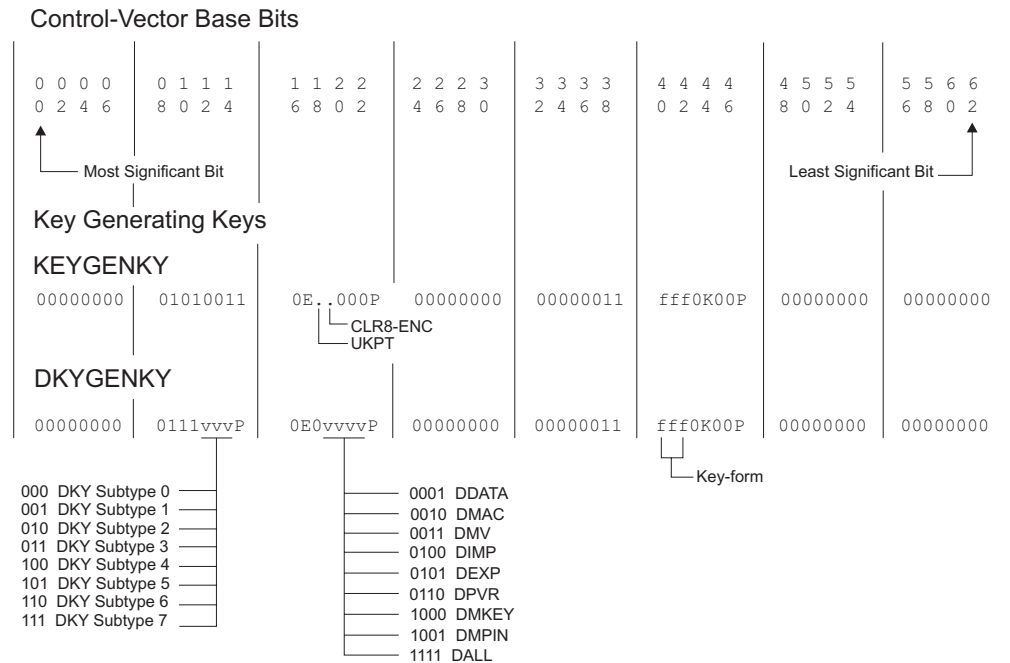 Control-Vector Base Bits
0 0 0 0 0 1 1 1 1 1 2 2 2 2 2 3 3 3 3 3 4 4 4 4 4 5 5 5 5 5 6 6
0 2 4 6 8 0 2 4 6 8 0 2 4 6 8 0 2 4 6 8 0 2 4 6 8 0 2 4 6 8 0 2
Most Significant Bit Least Significant Bit
Key Generating Keys
KEYGENKY
00000000 01010011 0E..000P 00000000 00000011 fff0K00P 00000000 00000000
CLR8-ENC
UKPT
DKYGENKY
00000000 0111vvvP 0E0vvvvP 00000000 00000011 fff0K00P 00000000 00000000
Key-form
000 DKY Subtype 0
001 DKY Subtype 1
010 DKY Subtype 2
011 DKY Subtype 3
100 DKY Subtype 4
101 DKY Subtype 5
110 DKY Subtype 6
111 DKY Subtype 7
0001 DDATA
0010 DMAC
0011 DMV
0100 DIMP
0101 DEXP
0110 DPVR
1000 DMKEY
1001 DMPIN
1111 DALL